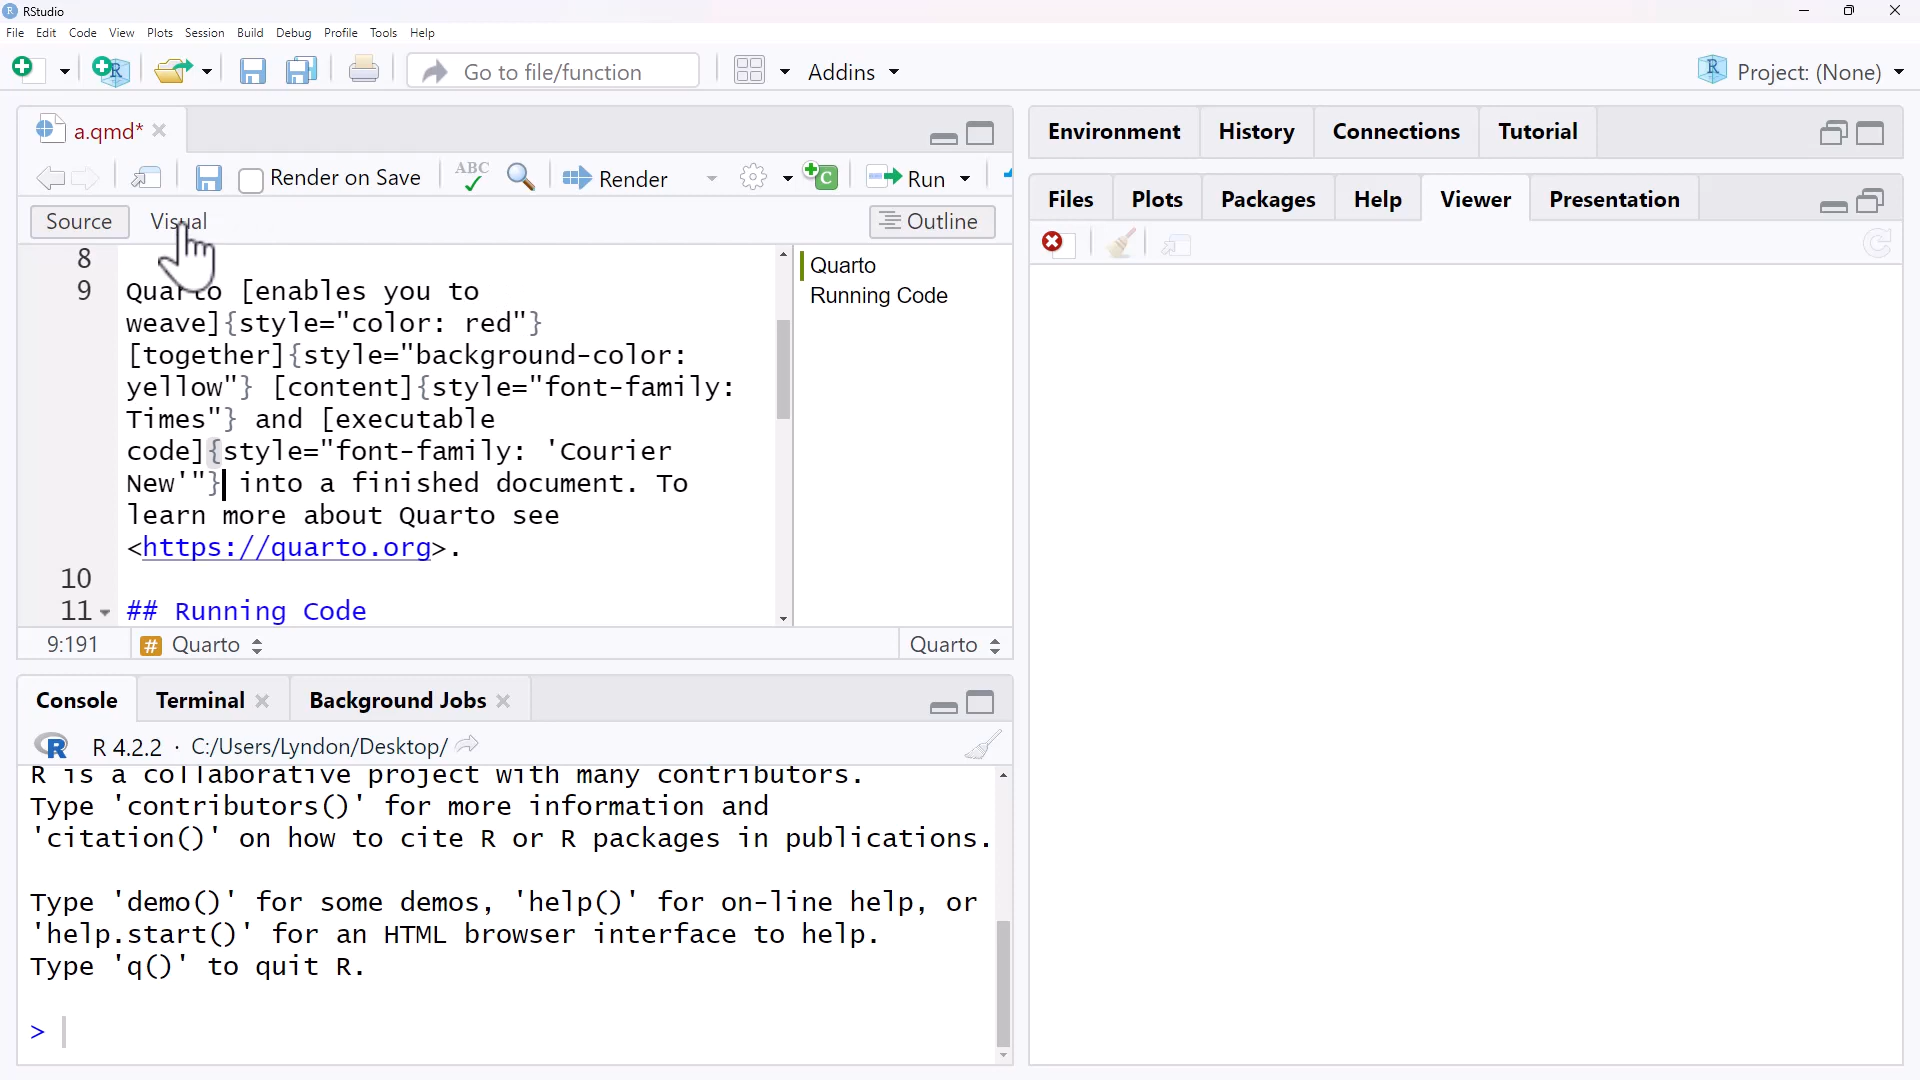 RStudio
File Edit Code View Plots Session Build Debug Profile Tools Help
Go to file/function Addins Project: (None)
a.qmd*
Render on Save ABC Render Run
Source Visual Outline
8
9 Quarto [enables you to
weave]{style="color: red"}
[together]{style="background-color:
yellow"} [content]{style="font-family:
Times"} and [executable
code]{style="font-family: 'Courier
New'"} into a finished document. To
learn more about Quarto see
<https://quarto.org>.
10
11 ## Running Code
Quarto
Running Code
9:191 # Quarto Quarto
Console Terminal Background Jobs
R R 4.2.2 · C:/Users/Lyndon/Desktop/
R is a collaborative project with many contributors.
Type 'contributors()' for more information and
'citation()' on how to cite R or R packages in publications.
Type 'demo()' for some demos, 'help()' for on-line help, or
'help.start()' for an HTML browser interface to help.
Type 'q()' to quit R.
>
Environment History Connections Tutorial
Files Plots Packages Help Viewer Presentation